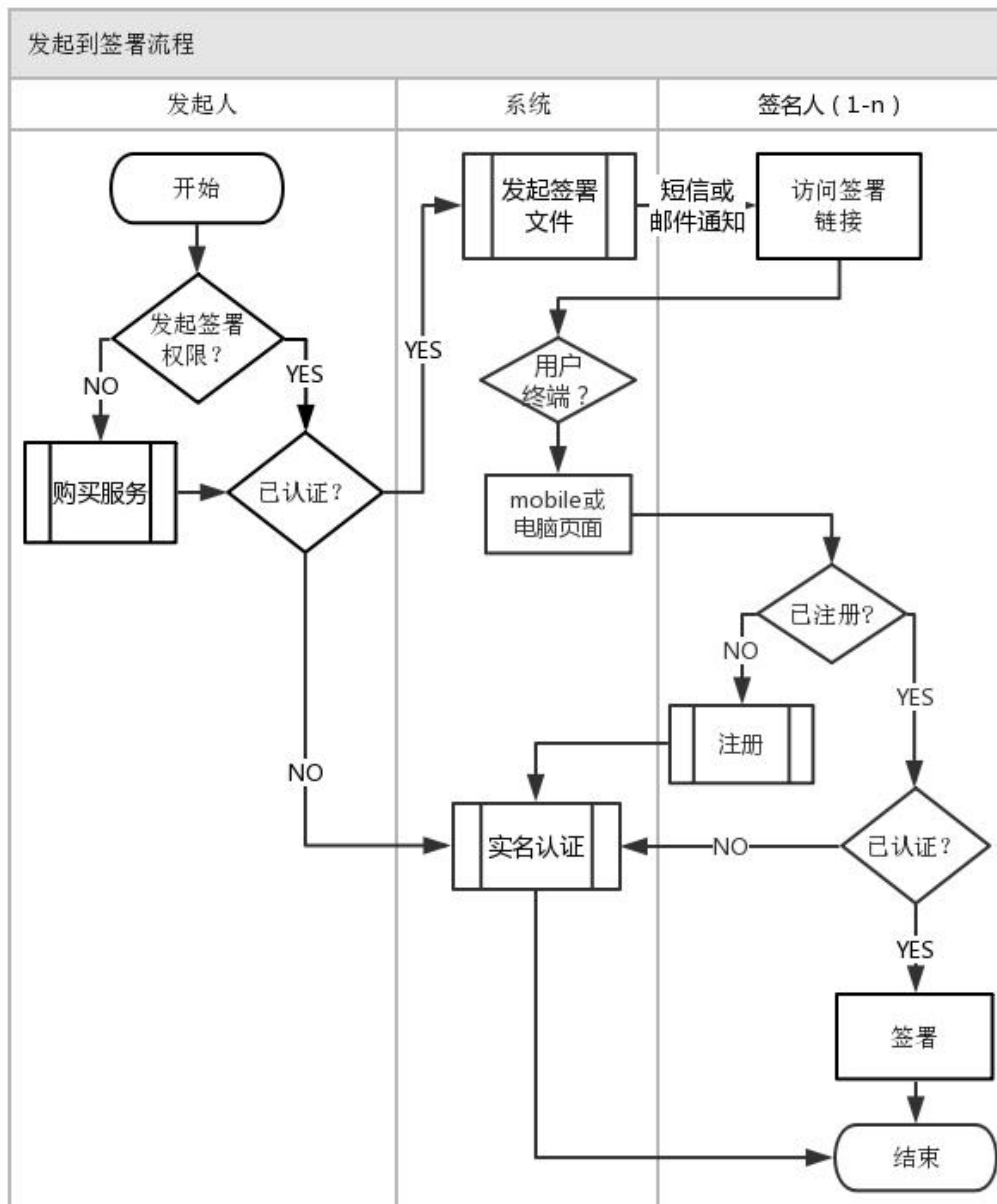 发起到签署流程
发起人
系统
签名人（1-n）
开始
发起签署
文件
短信或
邮件通知
访问签署
链接
发起签署
权限？
NO
YES
YES
用户
终端？
购买服务
已认证？
mobile或
电脑页面
已注册？
NO
YES
注册
NO
实名认证
NO
已认证？
YES
签署
结束